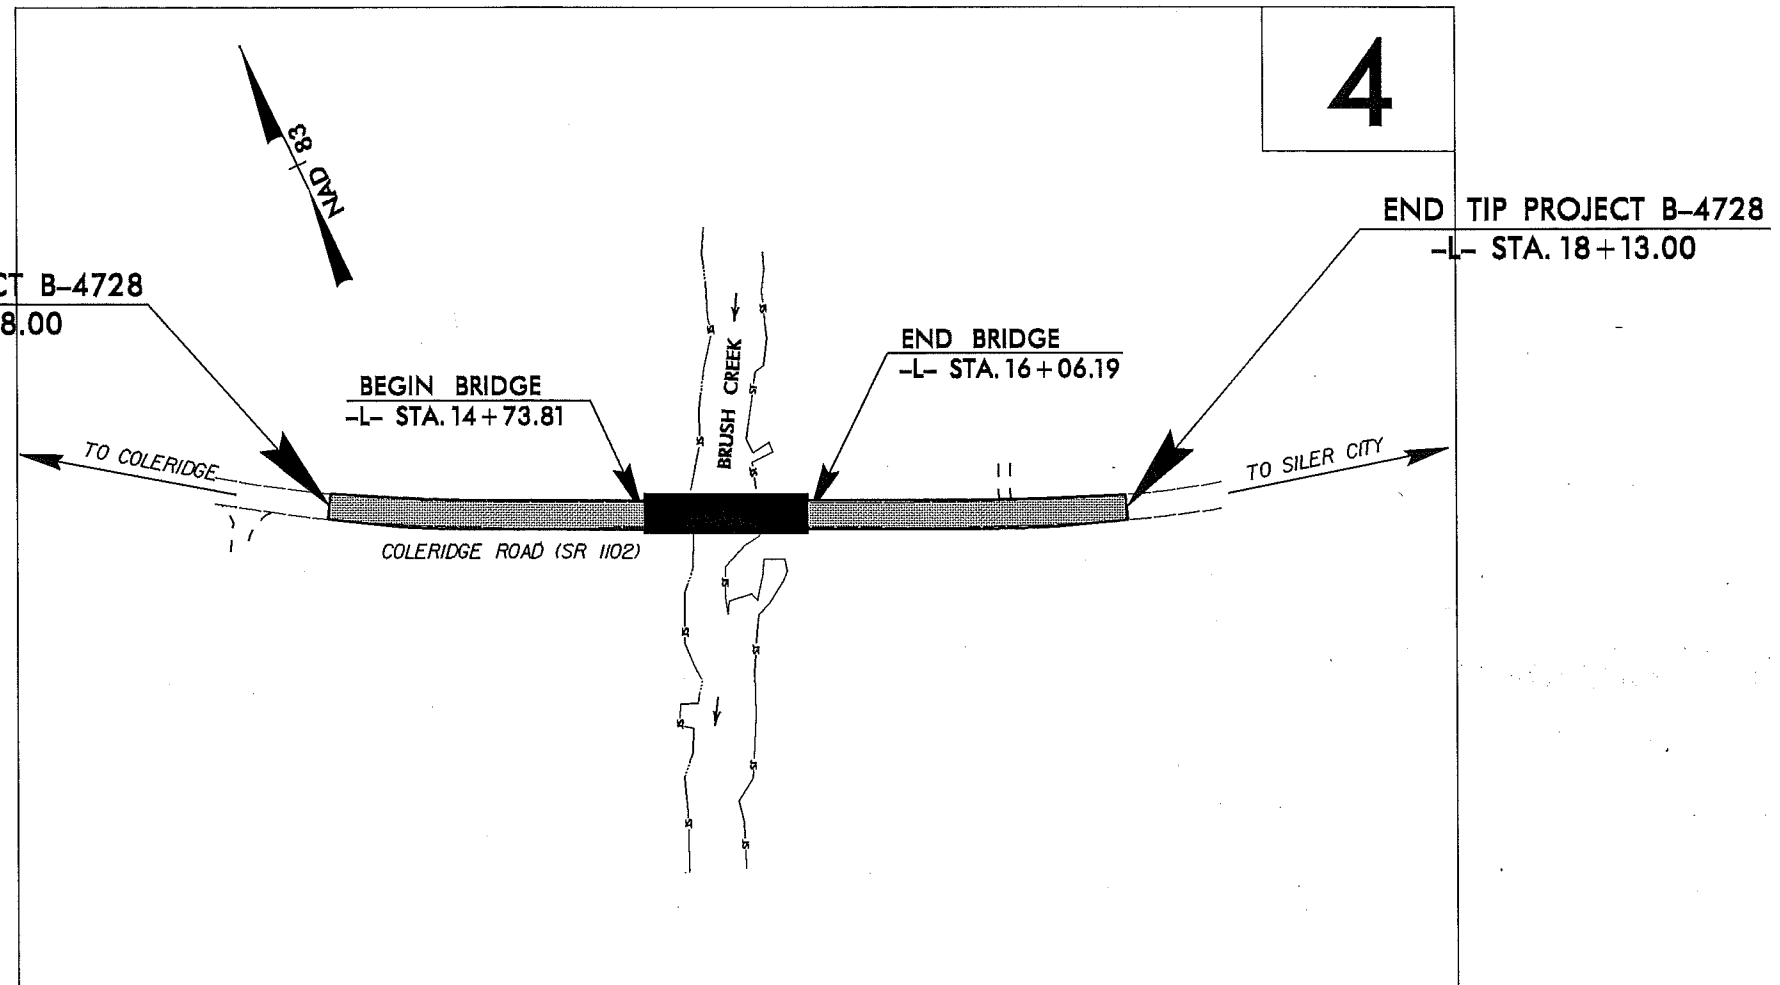 4
NAD 83
END TIP PROJECT B-4728
-L- STA. 18+13.00
CT B-4728
8.00
END BRIDGE
-L- STA. 16+06.19
BEGIN BRIDGE
-L- STA. 14+73.81
BRUSH CREEK
TO COLERIDGE
TO SILER CITY
COLERIDGE ROAD (SR 1102)